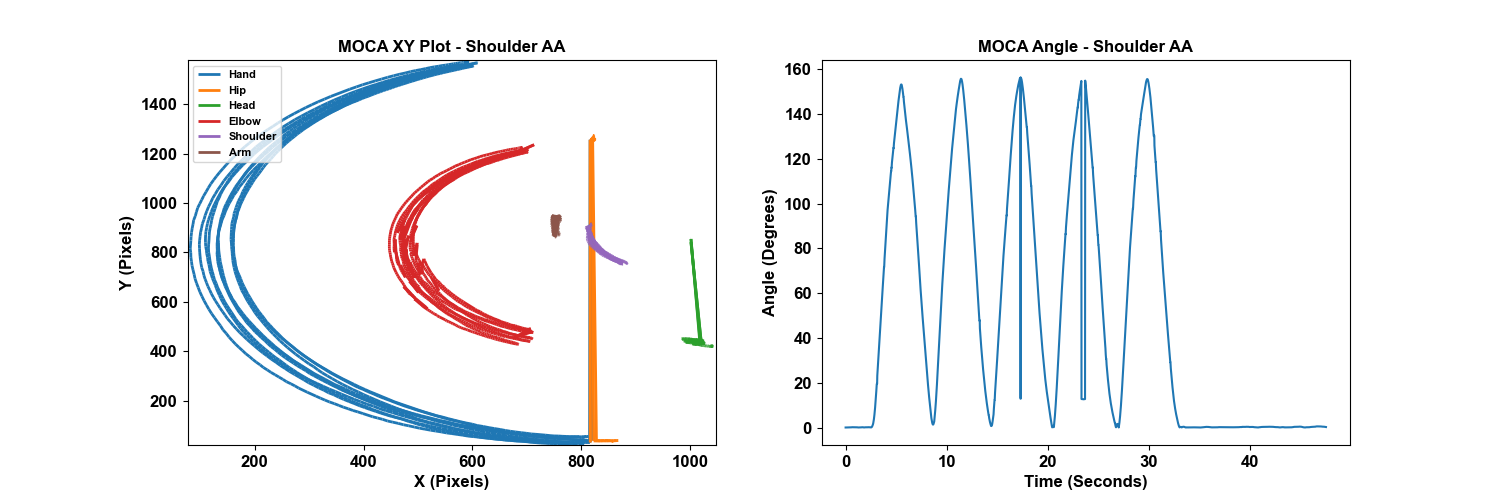 MOCA XY Plot - Shoulder AA
Hand
Hip
Head
Elbow
Shoulder
Arm
1400
1200
1000
800
600
400
200
Y (Pixels)
200
400
600
800
1000
X (Pixels)
MOCA Angle - Shoulder AA
160
140
120
100
80
60
40
20
0
Angle (Degrees)
0
10
20
30
40
Time (Seconds)